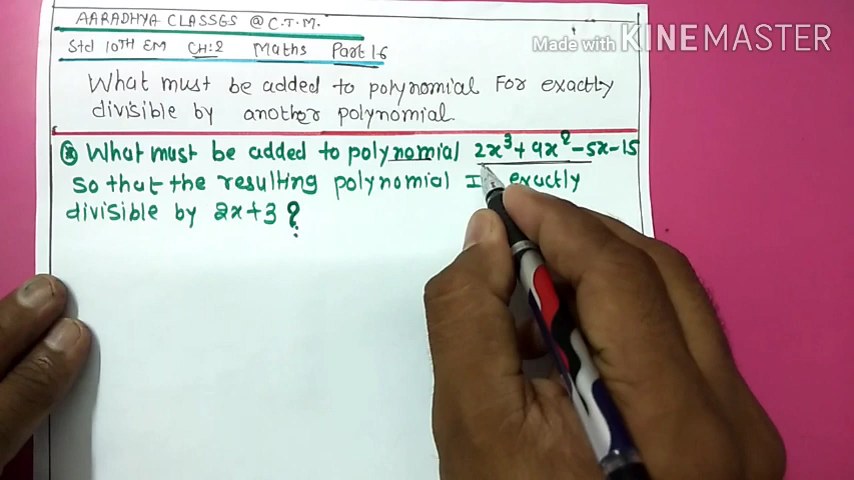 AARADHYA CLASSES @ C.T.M.
Made with KINEMASTER
Std 10TH EM CH:2 Maths Part 16
What must be added to polynomial For exactly
divisible by another polynomial.
What must be added to polynomial 2x³+9x²-5x-15
so that the resulting polynomial exactly
divisible by 2x+3?